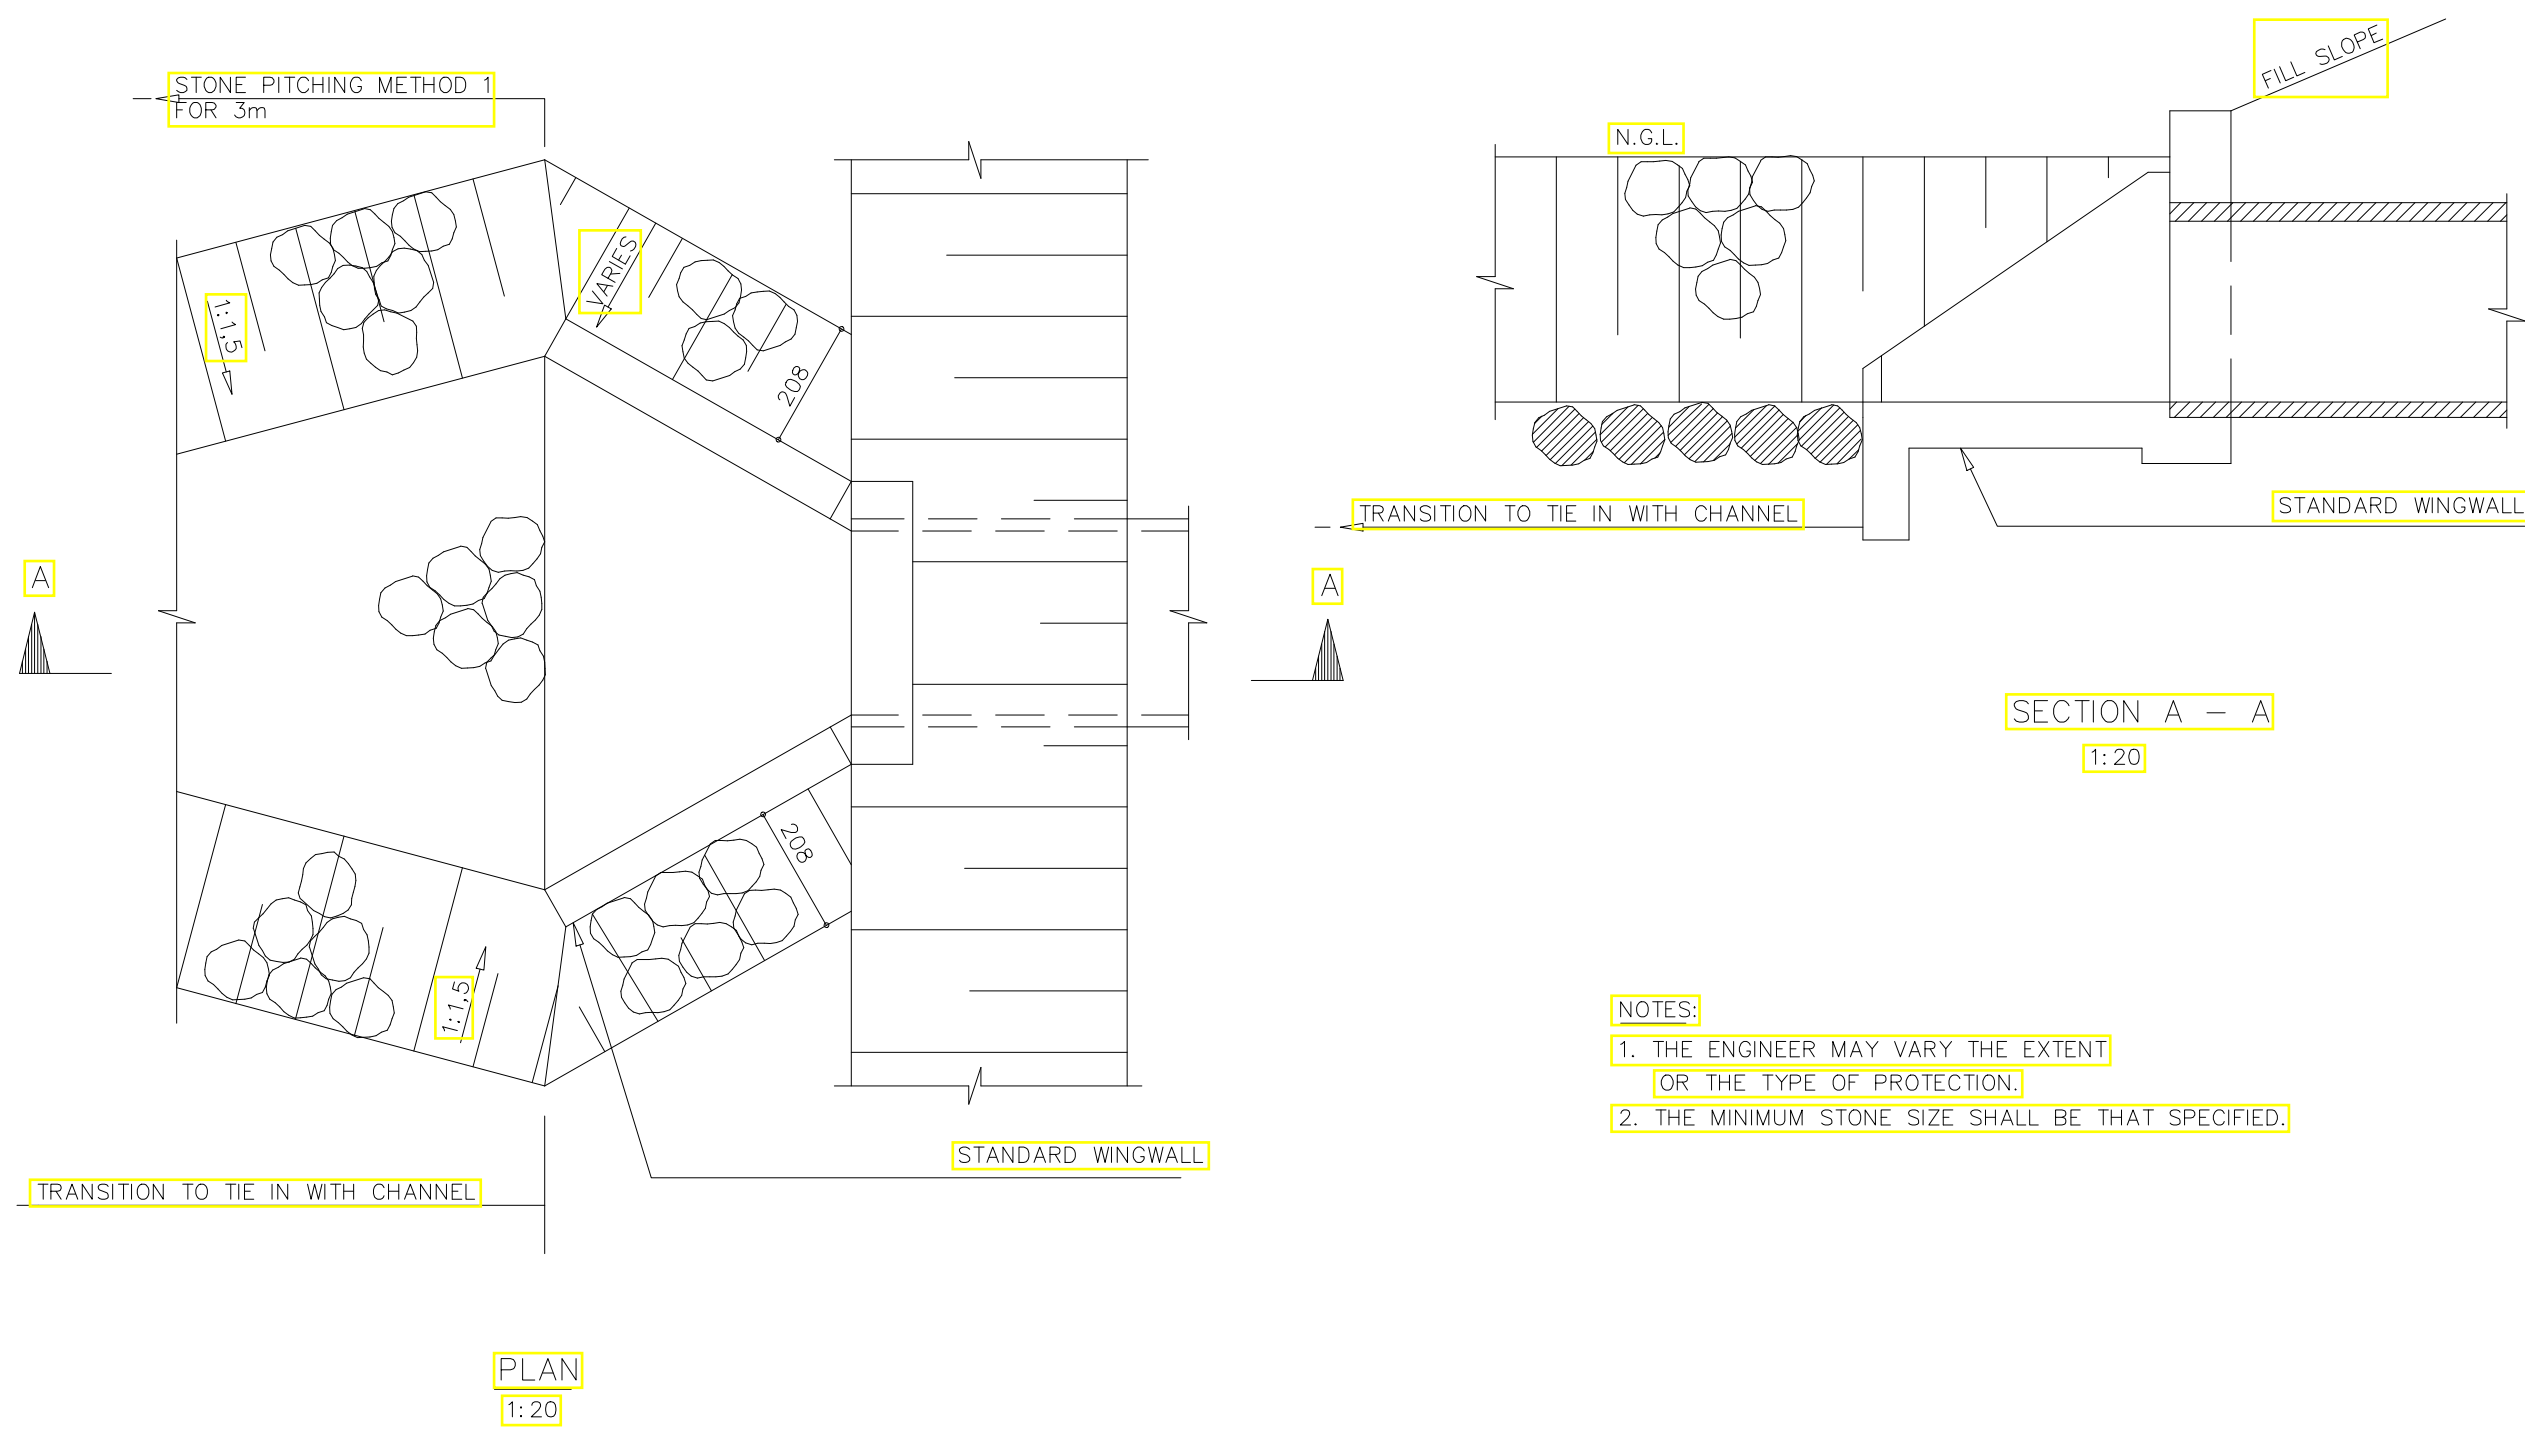 STONE PITCHING METHOD 1
FOR 3m
VARIES
1:1,5
208
A
A
208
1:1,5
STANDARD WINGWALL
TRANSITION TO TIE IN WITH CHANNEL
PLAN
1:20
FILL SLOPE
N.G.L.
TRANSITION TO TIE IN WITH CHANNEL
STANDARD WINGWALL
SECTION A - A
1:20
NOTES:
1. THE ENGINEER MAY VARY THE EXTENT
OR THE TYPE OF PROTECTION.
2. THE MINIMUM STONE SIZE SHALL BE THAT SPECIFIED.